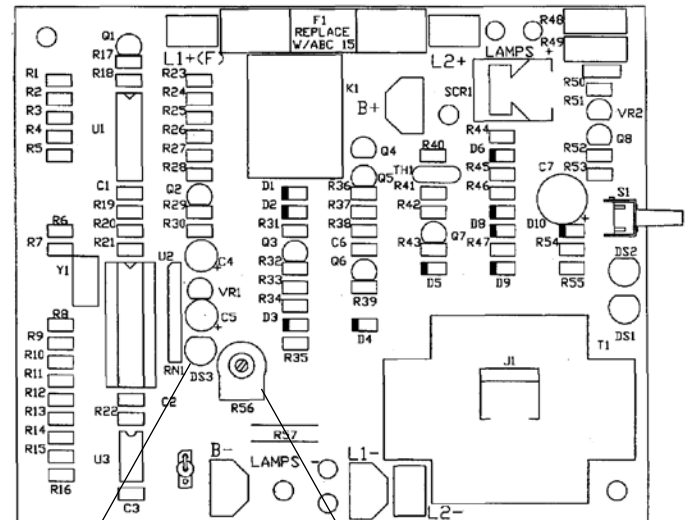 F1
REPLACE
W/ABC 15
R48
R49
Q1
R17
R18
L1+(F)
L2+
LAMPS
+
R1
R2
R3
R4
R5
U1
R23
R24
R25
R26
R27
R28
K1
B+
SCR1
R50
R51
VR2
Q8
R52
R53
R44
D6
R45
R46
Q4
Q5
R40
TH1
R41
R42
C7
S1
C1
R19
R20
R21
Q2
R29
R30
D1
D2
R31
R36
R37
R38
C6
D8
R47
D10
+
R54
R55
R6
R7
Y1
U2
C4
+
Q3
R32
R33
R34
Q6
R39
R43
Q7
D5
D9
DS2
DS1
VR1
C5
+
D3
D4
R35
T1
J1
R8
R9
R10
R11
R12
R13
R14
R15
R16
RN1
DS3
R56
C2
R22
U3
C3
R57
B-
LAMPS
-
L1-
L2-